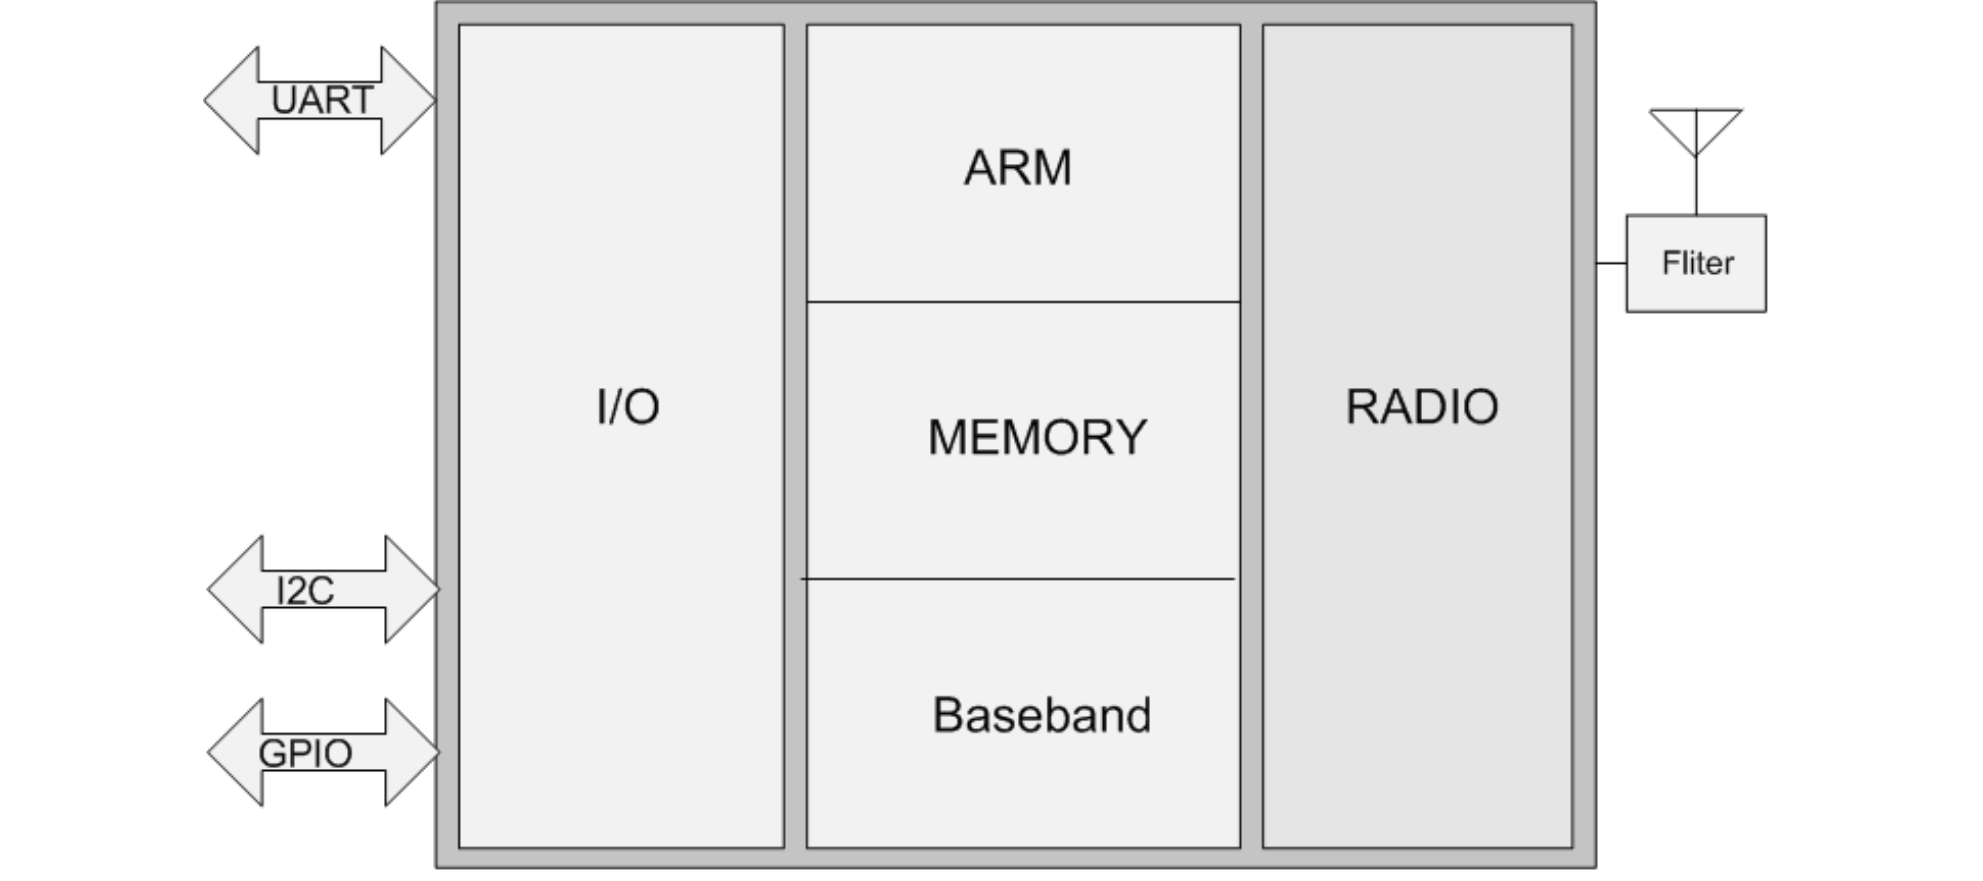 UART
ARM
Fliter
I/O
RADIO
MEMORY
I2C
Baseband
GPIO